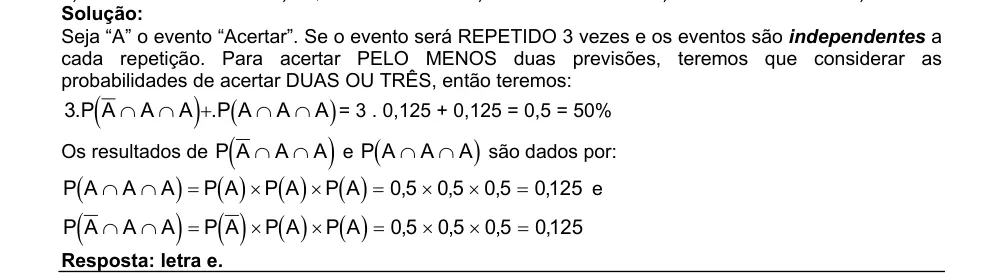 Solução:
Seja “A” o evento “Acertar”. Se o evento será REPETIDO 3 vezes e os eventos são independentes a
cada repetição. Para acertar PELO MENOS duas previsões, teremos que considerar as
probabilidades de acertar DUAS OU TRÊS, então teremos:
3.P(A̅ ∩ A ∩ A)+.P(A ∩ A ∩ A) = 3 . 0,125 + 0,125 = 0,5 = 50%
Os resultados de P(A̅ ∩ A ∩ A) e P(A ∩ A ∩ A) são dados por:
P(A ∩ A ∩ A) = P(A) × P(A) × P(A) = 0,5 × 0,5 × 0,5 = 0,125 e
P(A̅ ∩ A ∩ A) = P(A̅) × P(A) × P(A) = 0,5 × 0,5 × 0,5 = 0,125
Resposta: letra e.